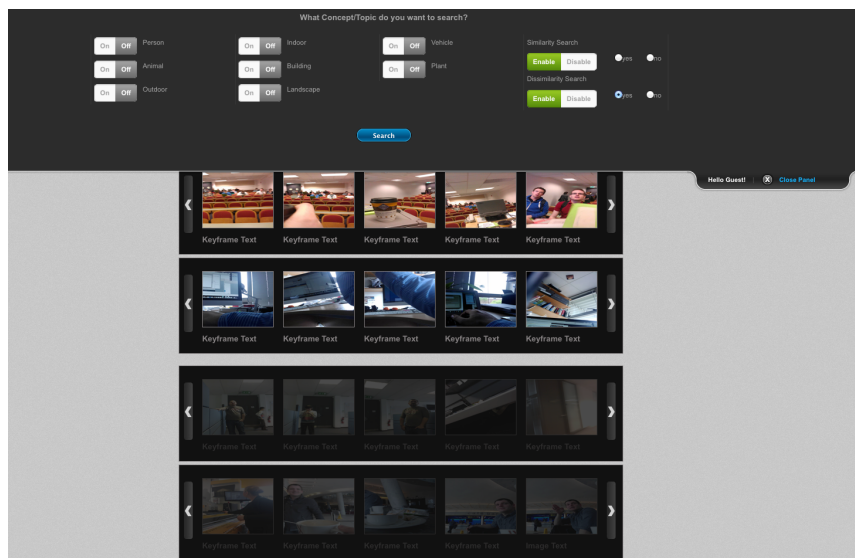 What Concept/Topic do you want to search?
On Off Person
On Off Indoor
On Off Vehicle
Similarity Search
Enable Disable yes no
On Off Animal
On Off Building
On Off Plant
Dissimilarity Search
Enable Disable yes no
On Off Outdoor
On Off Landscape
Search
Hello Guest! Close Panel
Keyframe Text Keyframe Text Keyframe Text Keyframe Text Keyframe Text
Keyframe Text Keyframe Text Keyframe Text Keyframe Text Keyframe Text
Keyframe Text Keyframe Text Keyframe Text Keyframe Text Keyframe Text
Keyframe Text Keyframe Text Keyframe Text Keyframe Text Image Text